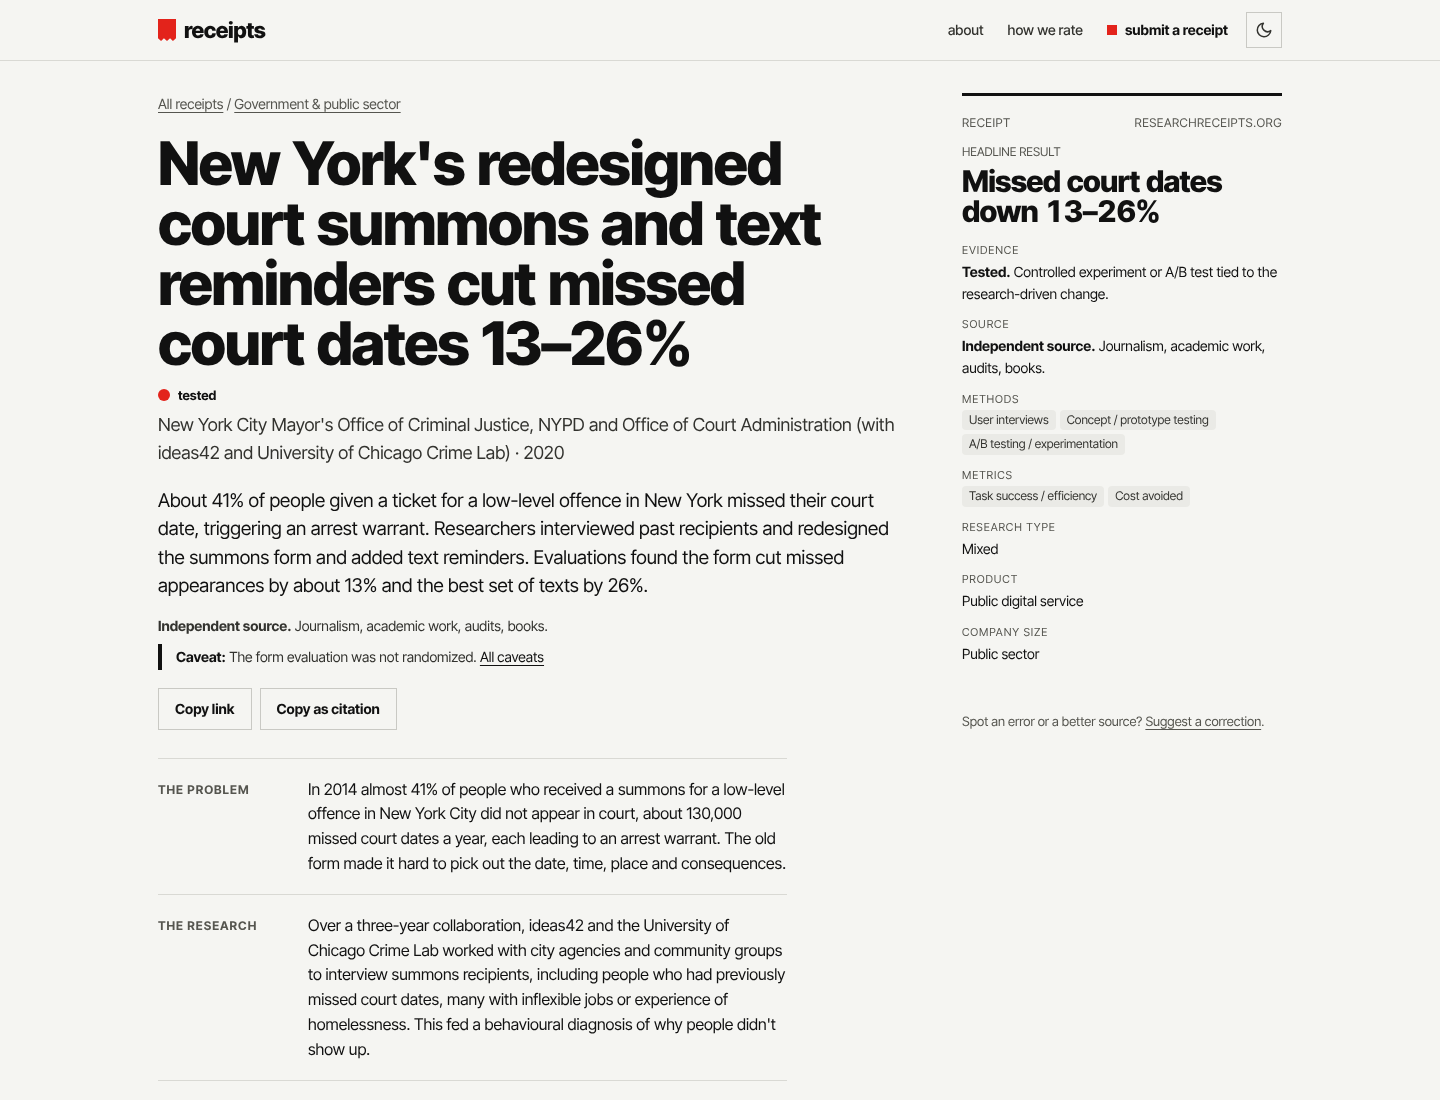 receipts
about
how we rate
submit a receipt
All receipts / Government & public sector
New York's redesigned
court summons and text
reminders cut missed
court dates 13–26%
tested
New York City Mayor's Office of Criminal Justice, NYPD and Office of Court Administration (with
ideas42 and University of Chicago Crime Lab) · 2020
About 41% of people given a ticket for a low-level offence in New York missed their court
date, triggering an arrest warrant. Researchers interviewed past recipients and redesigned
the summons form and added text reminders. Evaluations found the form cut missed
appearances by about 13% and the best set of texts by 26%.
Independent source. Journalism, academic work, audits, books.
Caveat: The form evaluation was not randomized. All caveats
Copy link
Copy as citation
THE PROBLEM
In 2014 almost 41% of people who received a summons for a low-level
offence in New York City did not appear in court, about 130,000
missed court dates a year, each leading to an arrest warrant. The old
form made it hard to pick out the date, time, place and consequences.
THE RESEARCH
Over a three-year collaboration, ideas42 and the University of
Chicago Crime Lab worked with city agencies and community groups
to interview summons recipients, including people who had previously
missed court dates, many with inflexible jobs or experience of
homelessness. This fed a behavioural diagnosis of why people didn't
show up.
RECEIPT
RESEARCHRECEIPTS.ORG
HEADLINE RESULT
Missed court dates
down 13–26%
EVIDENCE
Tested. Controlled experiment or A/B test tied to the
research-driven change.
SOURCE
Independent source. Journalism, academic work,
audits, books.
METHODS
User interviews
Concept / prototype testing
A/B testing / experimentation
METRICS
Task success / efficiency
Cost avoided
RESEARCH TYPE
Mixed
PRODUCT
Public digital service
COMPANY SIZE
Public sector
Spot an error or a better source? Suggest a correction.